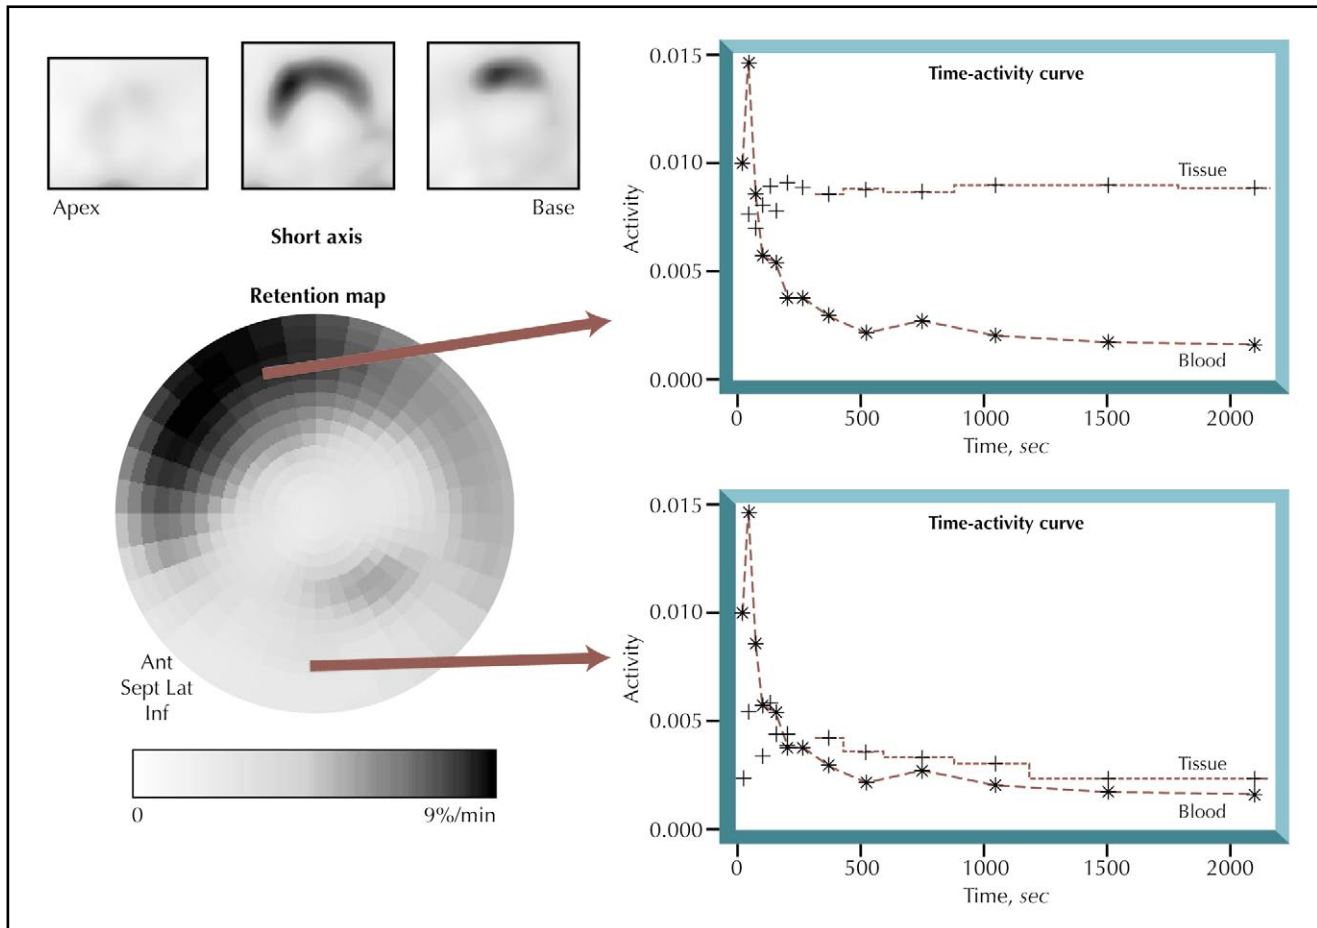 Apex
Base
Short axis
Retention map
Ant
Sept Lat
Inf
0
9%/min
Time-activity curve
0.015
0.010
0.005
0.000
Activity
Tissue
Blood
0
500
1000
1500
2000
Time, sec
Time-activity curve
0.015
0.010
0.005
0.000
Activity
Tissue
Blood
0
500
1000
1500
2000
Time, sec